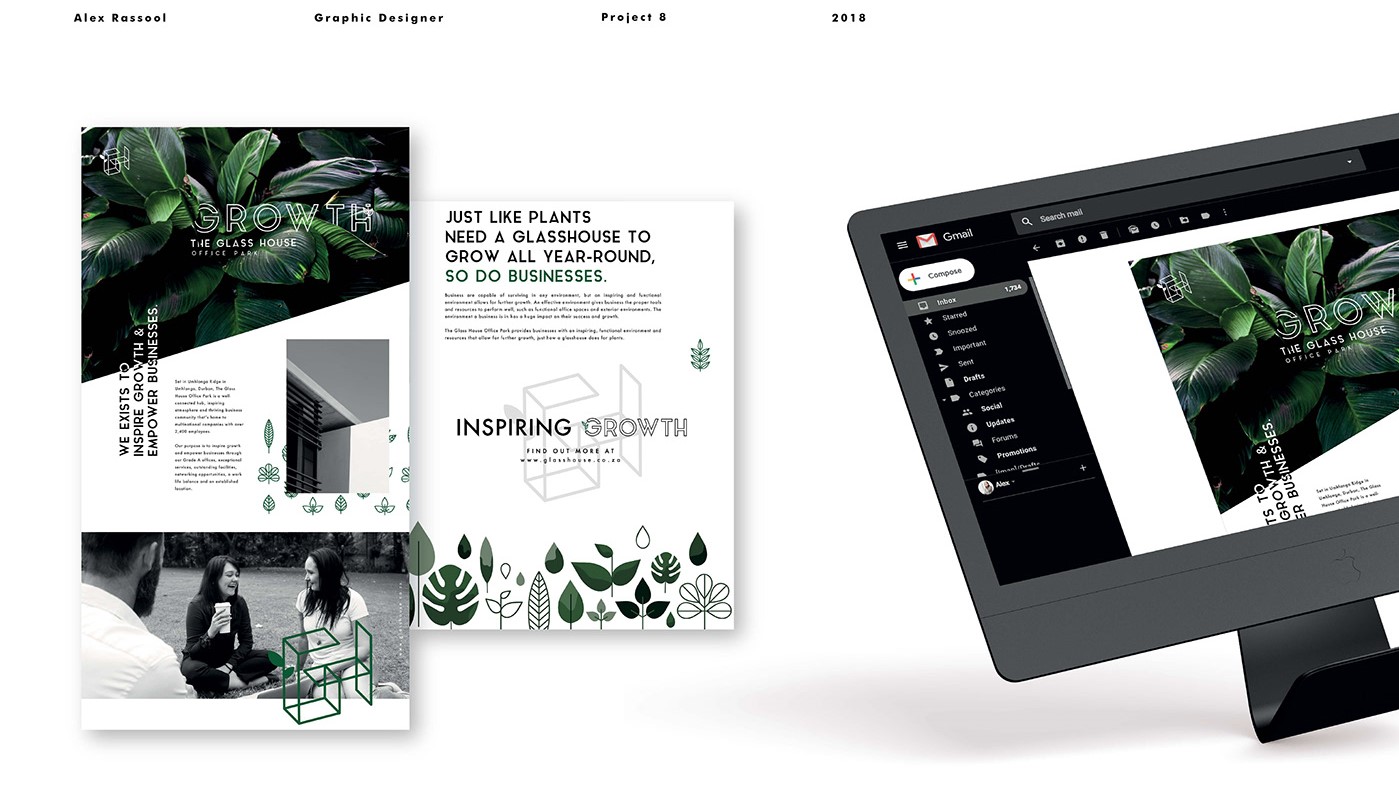 Alex Rassool
Graphic Designer
Project 8
2018
GROWTH
THE GLASS HOUSE
OFFICE PARK
WE EXISTS TO
INSPIRE GROWTH &
EMPOWER BUSINESSES.
Set in Umhlanga Ridge in
Umhlanga, Durban, The Glass
House Office Park is a well
connected hub, inspiring
atmosphere and thriving business
community that's home to
multinational companies with over
2,400 employees.
Our purpose is to inspire growth
and empower businesses through
our Grade A offices, exceptional
services, outstanding facilities,
networking opportunities, a work
life balance and an established
location.
JUST LIKE PLANTS
NEED A GLASSHOUSE TO
GROW ALL YEAR-ROUND,
SO DO BUSINESSES.
Business are capable of surviving in any environment, but an inspiring and functional
environment allows for further growth. An effective environment gives business the proper tools
and resources to perform well, such as functional office spaces and exterior environments. The
environment a business is in has a huge impact on their success and growth.
The Glass House Office Park provides businesses with an inspiring, functional environment and
resources that allow for further growth, just how a glasshouse does for plants.
INSPIRING GROWTH
FIND OUT MORE AT
www.glasshouse.co.za
Gmail
Search mail
Compose
Inbox 1,734
Starred
Snoozed
Important
Sent
Drafts
Categories
Social
Updates
Forums
Promotions
Alex
GROW
THE GLASS HOUSE
OFFICE PARK
TS TO
GROWTH &
ER BUSINESSES.
Set in Umhlanga Ridge in
Umhlanga, Durban, The Glass
House Office Park is a well